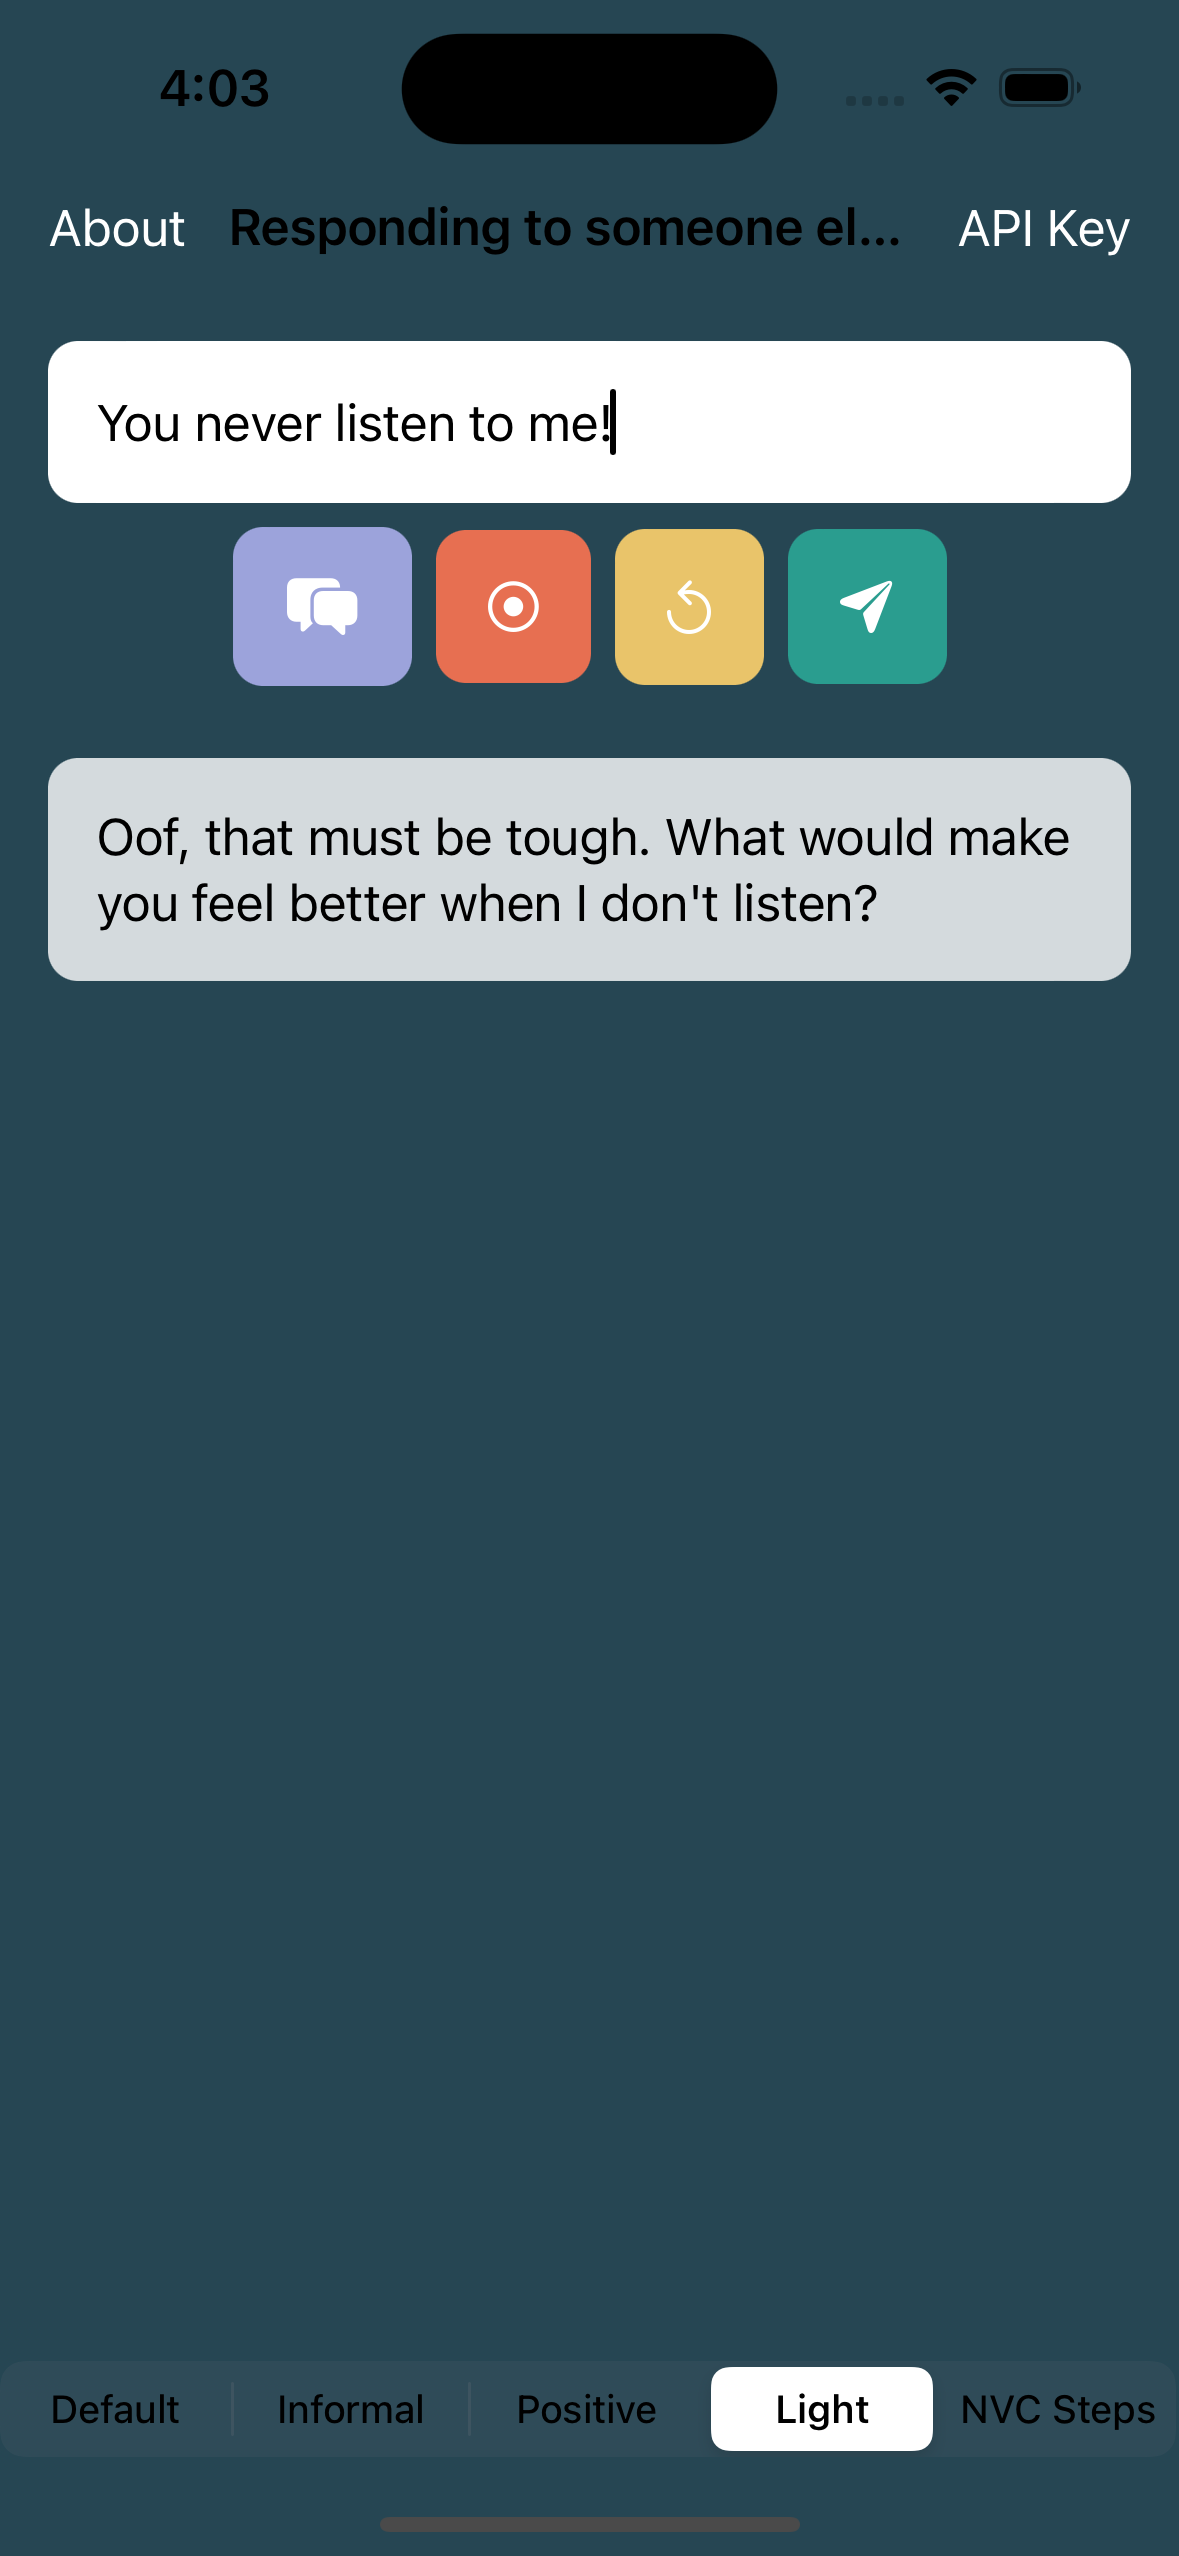 4:03
About
Responding to someone el...
API Key
You never listen to me!
Oof, that must be tough. What would make
you feel better when I don't listen?
Default
Informal
Positive
Light
NVC Steps